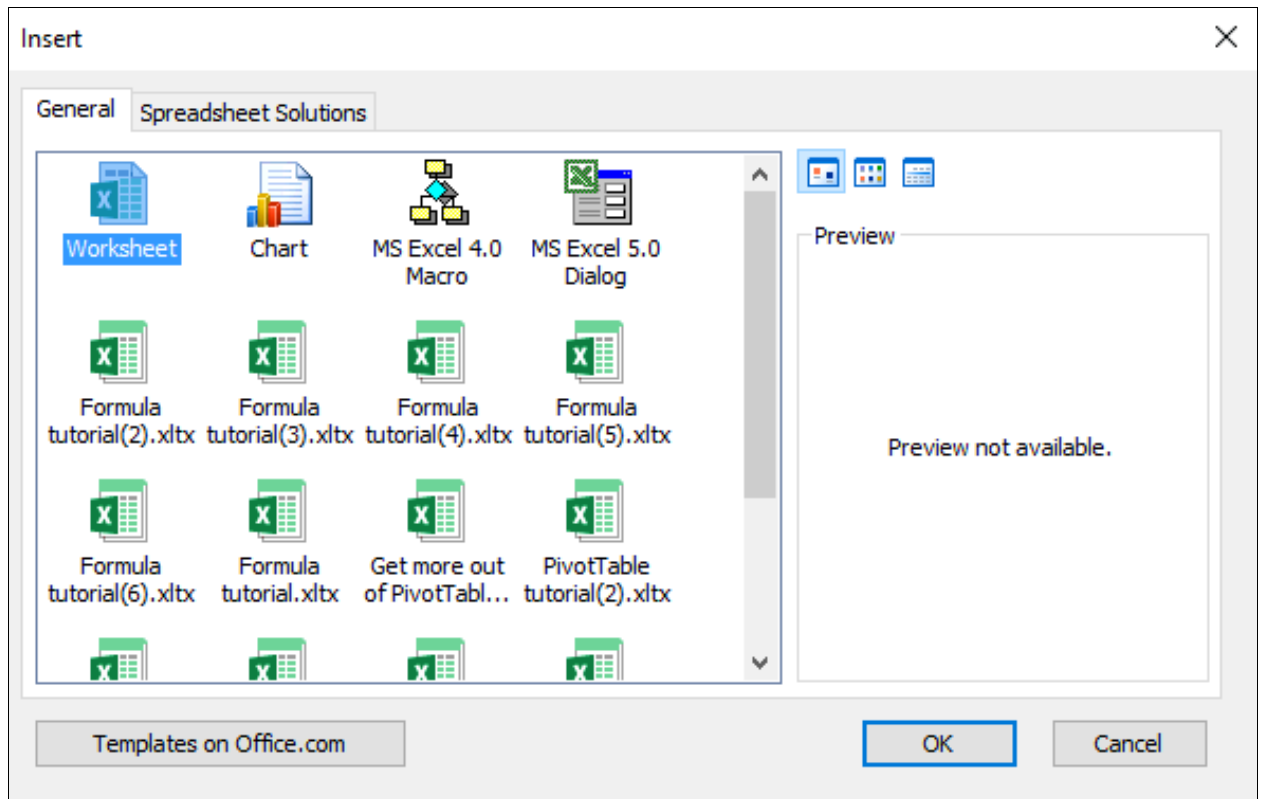 Insert
General
Spreadsheet Solutions
Worksheet
Chart
MS Excel 4.0
Macro
MS Excel 5.0
Dialog
Formula
tutorial(2).xltx
Formula
tutorial(3).xltx
Formula
tutorial(4).xltx
Formula
tutorial(5).xltx
Formula
tutorial(6).xltx
Formula
tutorial.xltx
Get more out
of PivotTabl...
PivotTable
tutorial(2).xltx
Preview
Preview not available.
Templates on Office.com
OK
Cancel